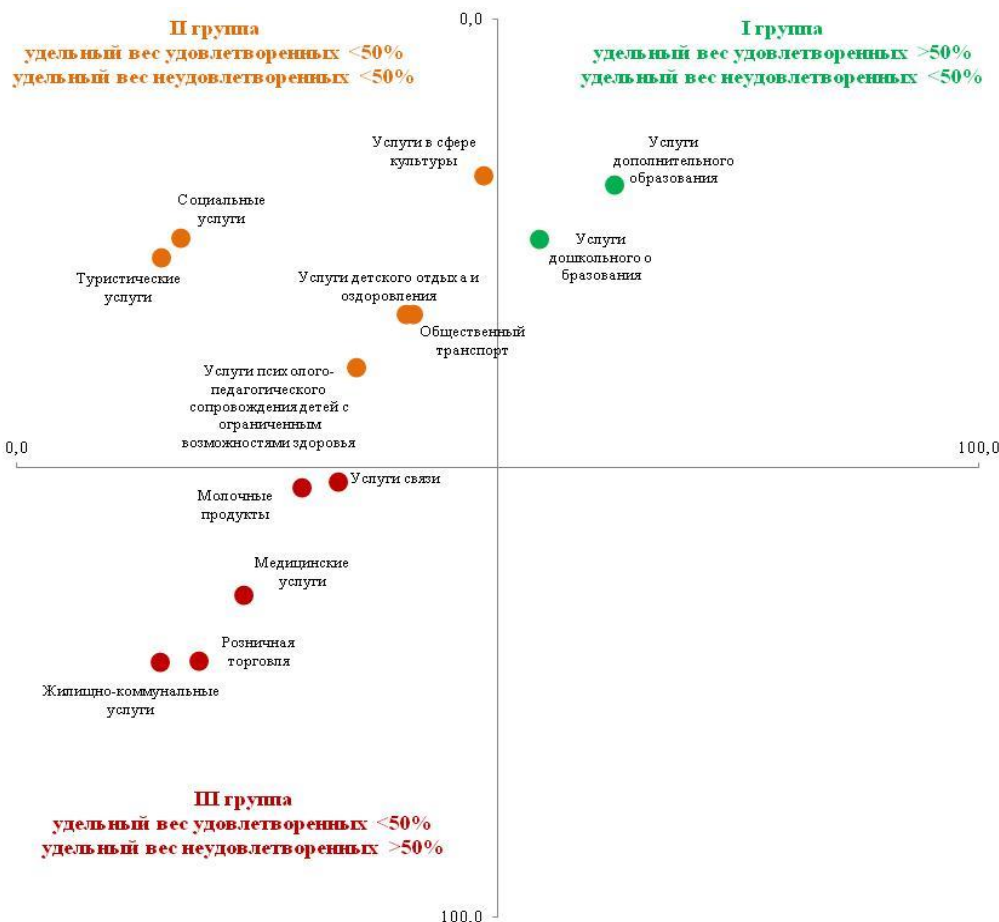 0,0
II группа
удельный вес удовлетворенных <50%
удельный вес неудовлетворенных <50%
I группа
удельный вес удовлетворенных >50%
удельный вес неудовлетворенных <50%
Услуги в сфере
культуры
Услуги
дополнительного
образования
Социальные
услуги
Услуги
дошкольного о
бразования
Туристические
услуги
Услуги детского отдыха и
оздоровления
Общественный
транспорт
Услуги психолого-
педагогического
сопровождения детей с
ограниченным
возможностями здоровья
0,0
100,0
Услуги связи
Молочные
продукты
Медицинские
услуги
Розничная
торговля
Жилищно-коммунальные
услуги
III группа
удельный вес удовлетворенных <50%
удельный вес неудовлетворенных >50%
100,0